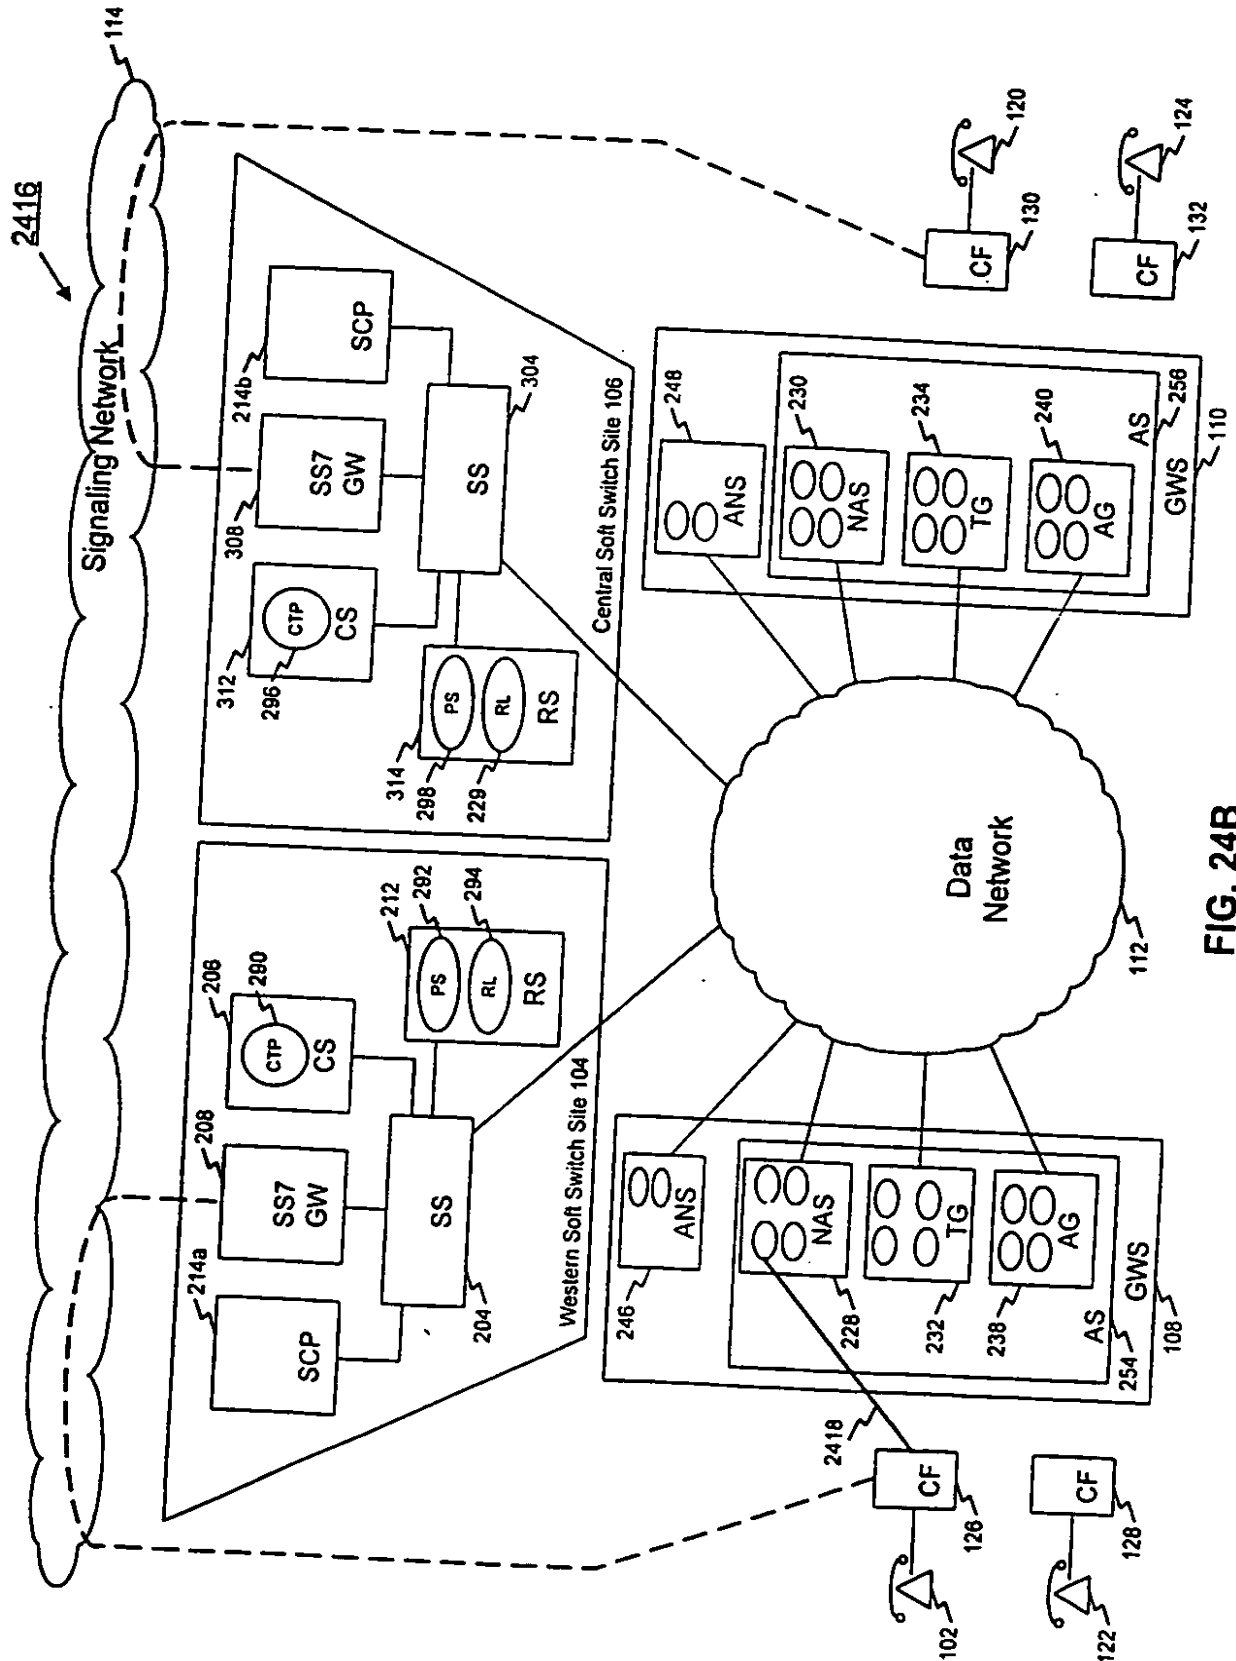 2416
114
Signaling Network
214a
208
206
290
212
292
294
SCP
SS7
GW
CTP
CS
PS
RL
RS
SS
204
Western Soft Switch Site 104
312
296
308
214b
CTP
CS
SS7
GW
SCP
314
298
229
PS
RL
RS
SS
304
Central Soft Switch Site 106
246
ANS
NAS
228
TG
232
AG
238
AS
254
GWS
108
2418
Data
Network
112
ANS
248
NAS
230
TG
234
AG
240
AS
256
GWS
110
102
CF
126
122
CF
128
CF
130
120
CF
132
124
FIG. 24B